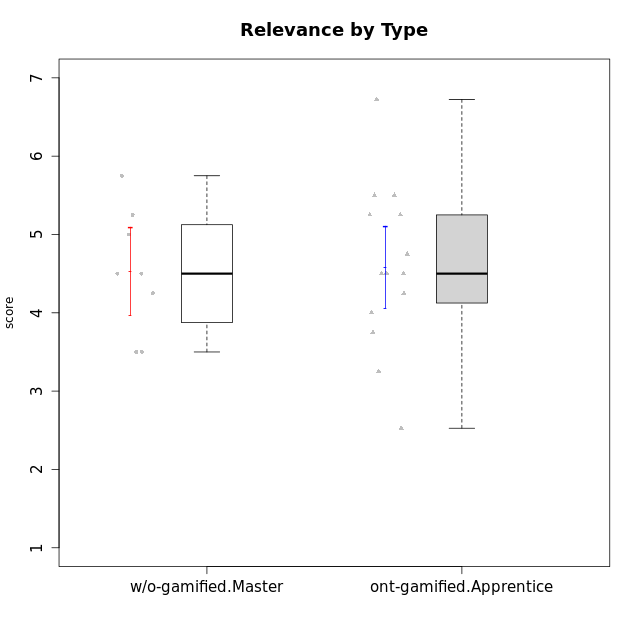 Relevance by Type
7
6
5
4
3
2
1
score
w/o-gamified.Master
ont-gamified.Apprentice